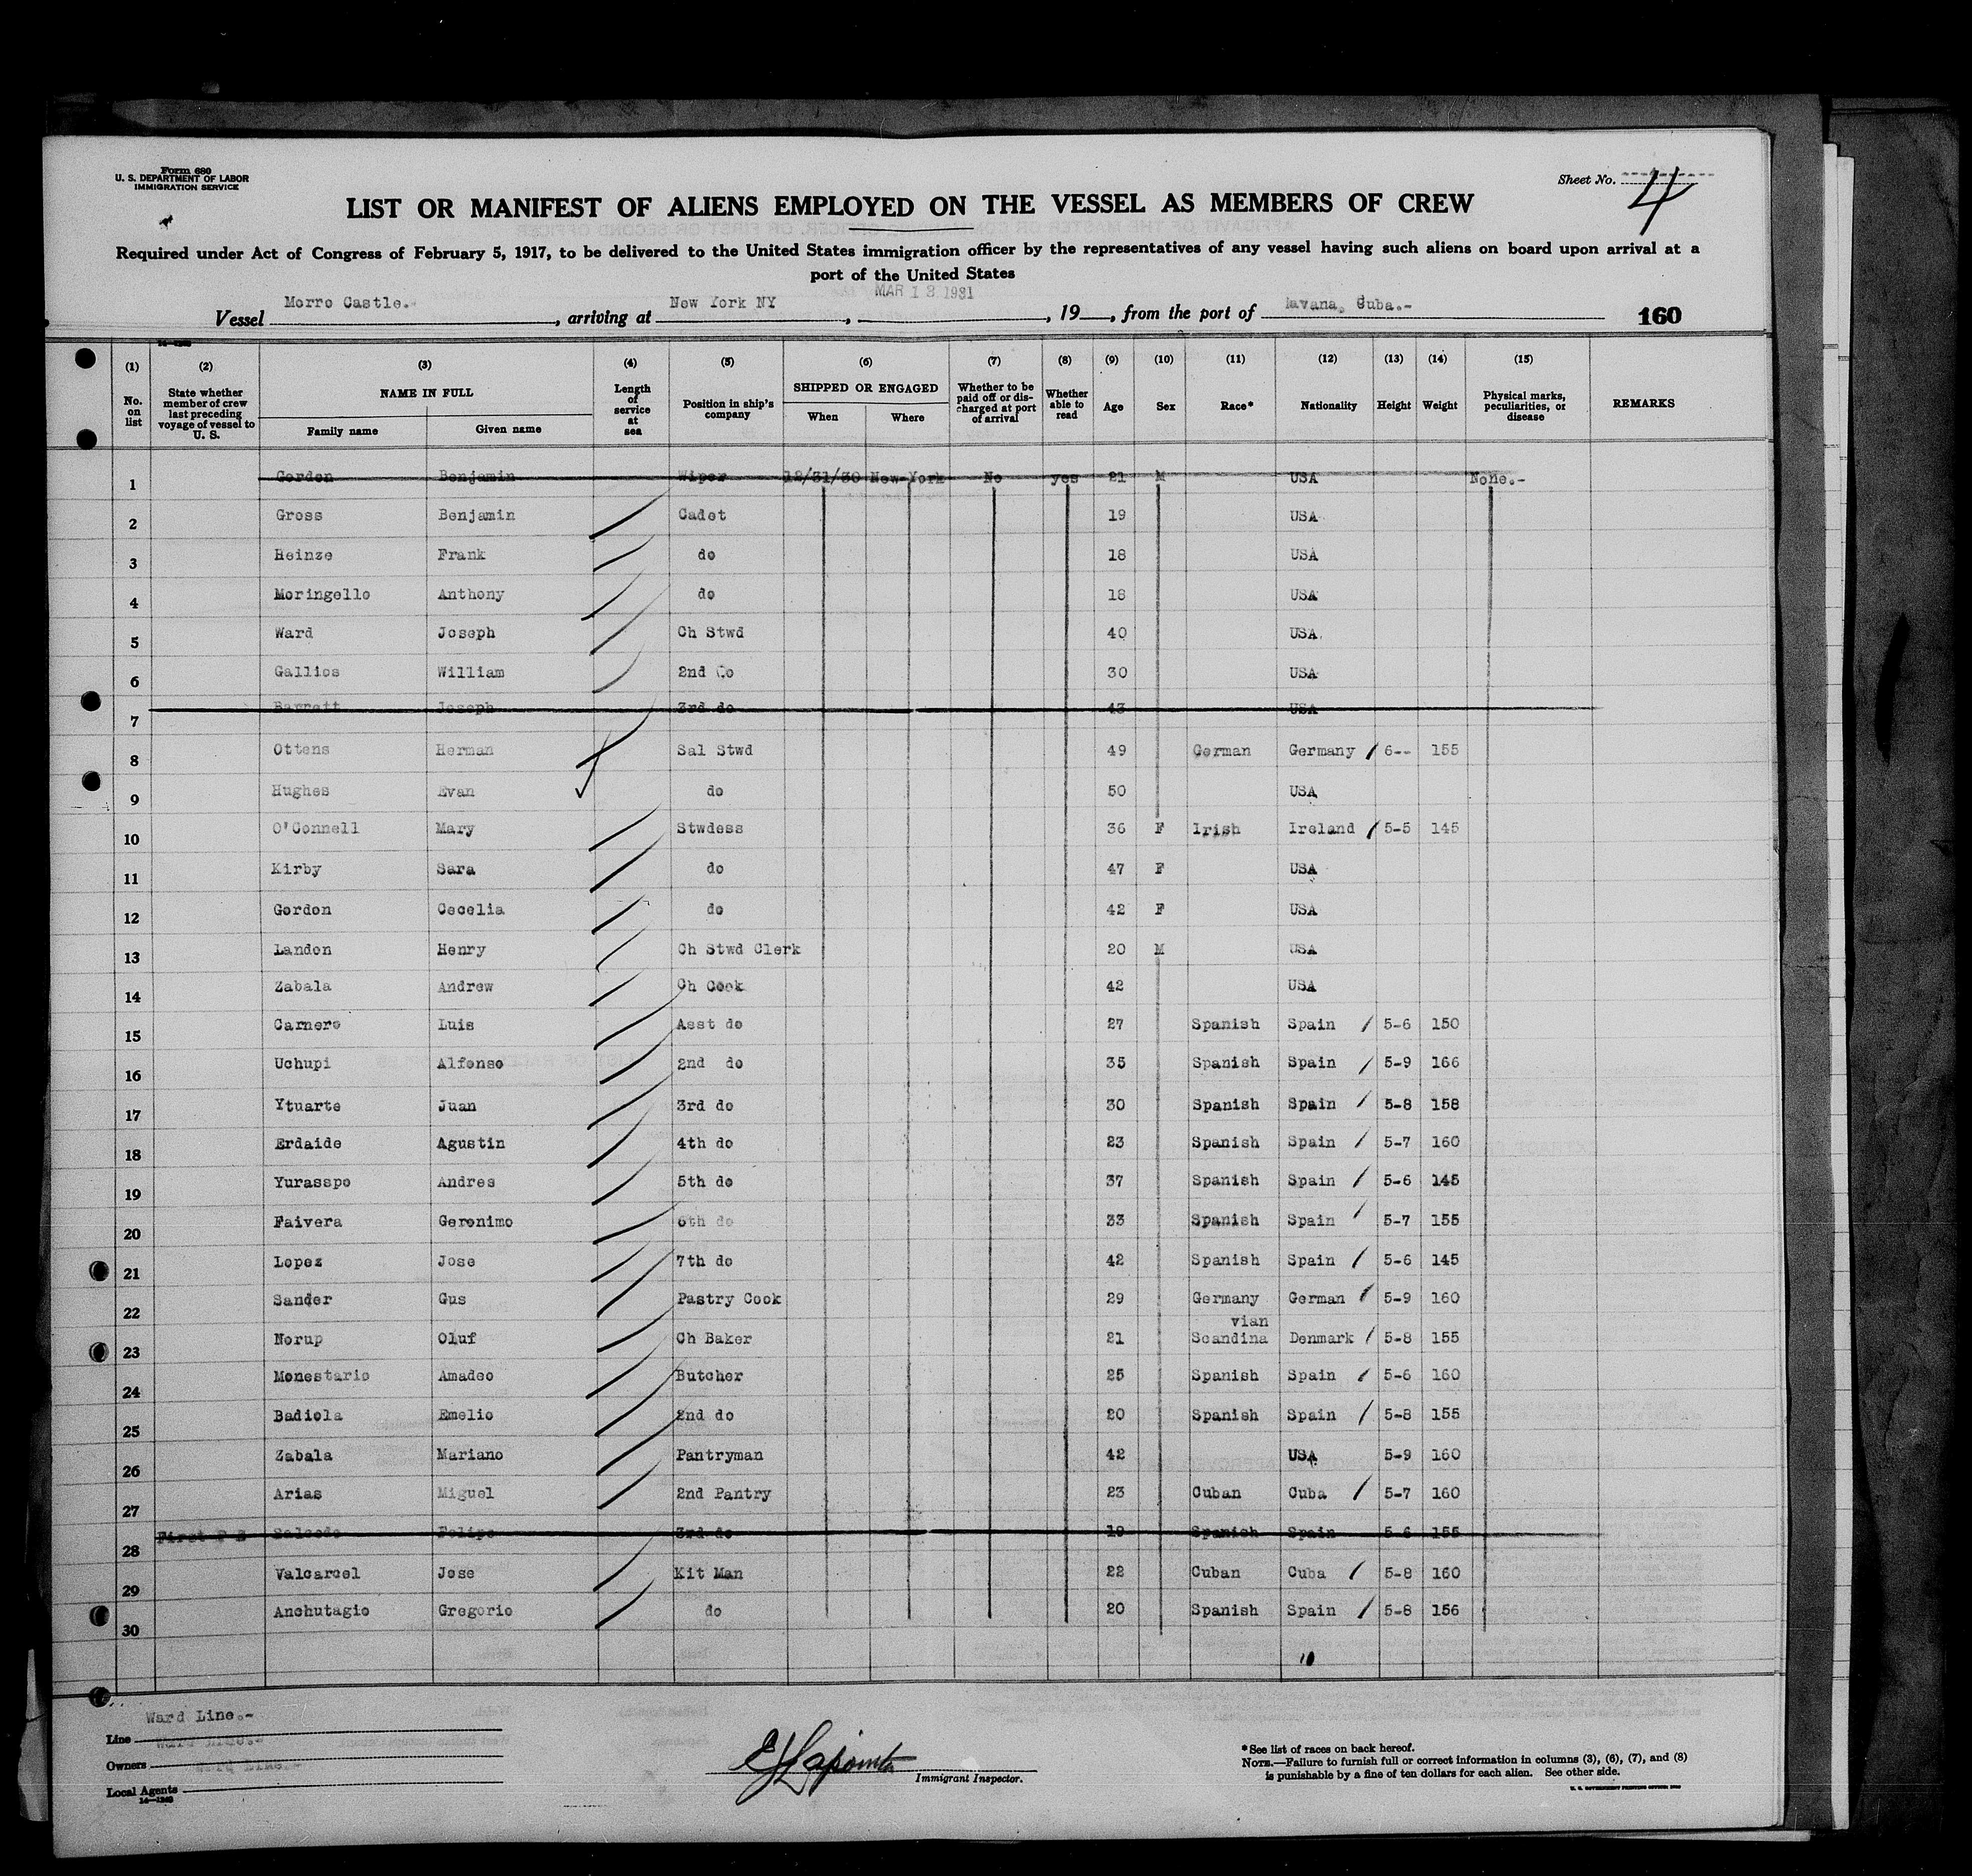 Form 680
U. S. DEPARTMENT OF LABOR
IMMIGRATION SERVICE
Sheet No. 4
LIST OR MANIFEST OF ALIENS EMPLOYED ON THE VESSEL AS MEMBERS OF CREW
Required under Act of Congress of February 5, 1917, to be delivered to the United States immigration officer by the representatives of any vessel having such aliens on board upon arrival at a
port of the United States
Vessel Morro Castle.- , arriving at New York NY , MAR 13 1931 , 19 , from the port of Havana, Cuba.- 160
14—1243
(1) (2) (3) (4) (5) (6) (7) (8) (9) (10) (11) (12) (13) (14) (15)
No. on list State whether member of crew last preceding voyage of vessel to U. S. NAME IN FULL Family name Given name Length of service at sea Position in ship's company SHIPPED OR ENGAGED When Where Whether to be paid off or discharged at port of arrival Whether able to read Age Sex Race* Nationality Height Weight Physical marks, peculiarities, or disease REMARKS
1 Gordon Benjamin Wiper 12/31/30 New York No yes 21 M USA None.-
2 Gross Benjamin Cadet 19 USA
3 Heinze Frank do 18 USA
4 Moringello Anthony do 18 USA
5 Ward Joseph Ch Stwd 40 USA
6 Gallios William 2nd do 30 USA
7 Barrett Joseph 3rd do 43 USA
8 Ottens Herman Sal Stwd 49 German Germany 6-- 155
9 Hughes Evan do 50 USA
10 O'Connell Mary Stwdess 36 F Irish Ireland 5-5 145
11 Kirby Sara do 47 F USA
12 Gordon Cecelia do 42 F USA
13 Landon Henry Ch Stwd Clerk 20 M USA
14 Zabala Andrew Ch Cook 42 USA
15 Carnero Luis Asst do 27 Spanish Spain 5-6 150
16 Uchupi Alfonso 2nd do 35 Spanish Spain 5-9 166
17 Ytuarte Juan 3rd do 30 Spanish Spain 5-8 158
18 Erdaide Agustin 4th do 23 Spanish Spain 5-7 160
19 Yurasspo Andres 5th do 37 Spanish Spain 5-6 145
20 Faivera Geronimo 6th do 33 Spanish Spain 5-7 155
21 Lopez Jose 7th do 42 Spanish Spain 5-6 145
22 Sander Gus Pastry Cook 29 Germany German 5-9 160
23 Norup Oluf Ch Baker 21 Scandina vian Denmark 5-8 155
24 Monestario Amadeo Butcher 25 Spanish Spain 5-6 160
25 Badiola Emelio 2nd do 20 Spanish Spain 5-8 155
26 Zabala Mariano Pantryman 42 USA 5-9 160
27 Arias Miguel 2nd Pantry 23 Cuban Cuba 5-7 160
28 First Salcedo Felipe 3rd do 19 Spanish Spain 5-6 155
29 Valcarcel Jose Kit Man 22 Cuban Cuba 5-8 160
30 Anchutagio Gregorio do 20 Spanish Spain 5-8 156
Line Ward Line.-
Owners Ward Line.-
Local Agents Ward Line.-
14—1243
Immigrant Inspector.
*See list of races on back hereof.
NOTE.—Failure to furnish full or correct information in columns (3), (6), (7), and (8)
is punishable by a fine of ten dollars for each alien. See other side.